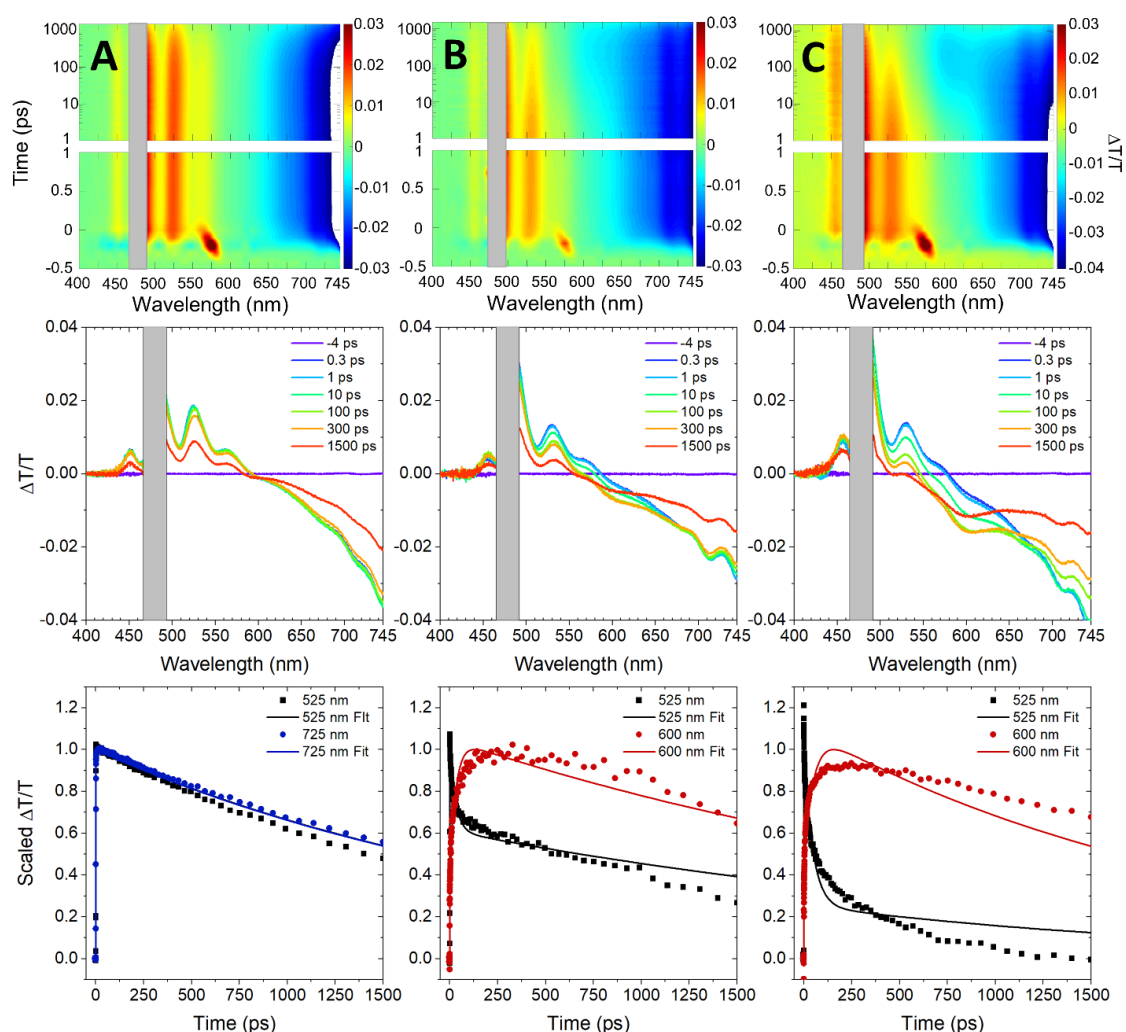 A
Time (ps)
1000
100
10
1
1
0.5
0
-0.5
400 450 500 550 600 650 700 745
Wavelength (nm)
0.03
0.02
0.01
0
-0.01
-0.02
-0.03
B
1000
100
10
1
1
0.5
0
-0.5
400 450 500 550 600 650 700 745
Wavelength (nm)
0.03
0.02
0.01
0
-0.01
-0.02
-0.03
C
1000
100
10
1
1
0.5
0
-0.5
400 450 500 550 600 650 700 745
Wavelength (nm)
0.03
0.02
0.01
0
-0.01
-0.02
-0.03
-0.04
ΔT/T
ΔT/T
0.04
0.02
0.00
-0.02
-0.04
-4 ps
0.3 ps
1 ps
10 ps
100 ps
300 ps
1500 ps
400 450 500 550 600 650 700 745
Wavelength (nm)
0.04
0.02
0.00
-0.02
-0.04
-4 ps
0.3 ps
1 ps
10 ps
100 ps
300 ps
1500 ps
400 450 500 550 600 650 700 745
Wavelength (nm)
0.04
0.02
0.00
-0.02
-0.04
-4 ps
0.3 ps
1 ps
10 ps
100 ps
300 ps
1500 ps
400 450 500 550 600 650 700 745
Wavelength (nm)
Scaled ΔT/T
1.2
1.0
0.8
0.6
0.4
0.2
0.0
525 nm
525 nm FIt
725 nm
725 nm Fit
0 250 500 750 1000 1250 1500
Time (ps)
1.2
1.0
0.8
0.6
0.4
0.2
0.0
525 nm
525 nm Fit
600 nm
600 nm Fit
0 250 500 750 1000 1250 1500
Time (ps)
1.2
1.0
0.8
0.6
0.4
0.2
0.0
525 nm
525 nm Fit
600 nm
600 nm Fit
0 250 500 750 1000 1250 1500
Time (ps)